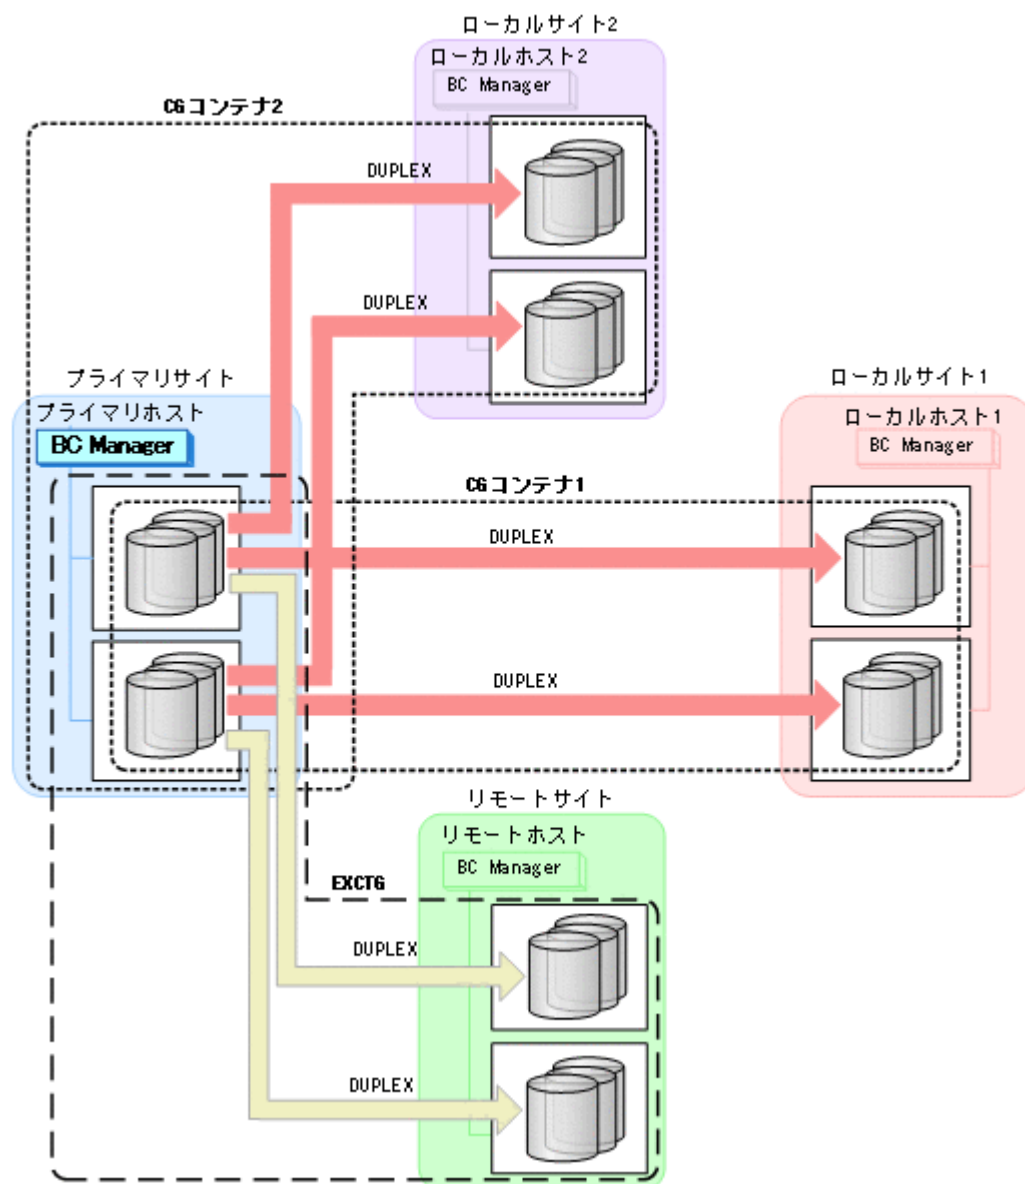 ローカルサイト2
ローカルホスト2
BC Manager
CGコンテナ2
DUPLEX
DUPLEX
プライマリサイト
プライマリホスト
BC Manager
ローカルサイト1
ローカルホスト1
BC Manager
CGコンテナ1
DUPLEX
DUPLEX
リモートサイト
リモートホスト
BC Manager
EXCTG
DUPLEX
DUPLEX